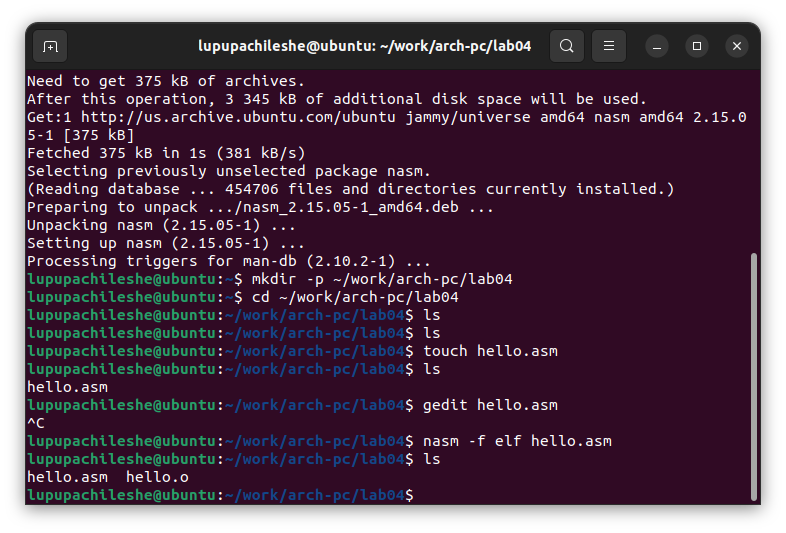 lupupachileshe@ubuntu: ~/work/arch-pc/lab04
Need to get 375 kB of archives.
After this operation, 3 345 kB of additional disk space will be used.
Get:1 http://us.archive.ubuntu.com/ubuntu jammy/universe amd64 nasm amd64 2.15.0
5-1 [375 kB]
Fetched 375 kB in 1s (381 kB/s)
Selecting previously unselected package nasm.
(Reading database ... 454706 files and directories currently installed.)
Preparing to unpack .../nasm_2.15.05-1_amd64.deb ...
Unpacking nasm (2.15.05-1) ...
Setting up nasm (2.15.05-1) ...
Processing triggers for man-db (2.10.2-1) ...
lupupachileshe@ubuntu:~$ mkdir -p ~/work/arch-pc/lab04
lupupachileshe@ubuntu:~$ cd ~/work/arch-pc/lab04
lupupachileshe@ubuntu:~/work/arch-pc/lab04$ ls
lupupachileshe@ubuntu:~/work/arch-pc/lab04$ ls
lupupachileshe@ubuntu:~/work/arch-pc/lab04$ touch hello.asm
lupupachileshe@ubuntu:~/work/arch-pc/lab04$ ls
hello.asm
lupupachileshe@ubuntu:~/work/arch-pc/lab04$ gedit hello.asm
^C
lupupachileshe@ubuntu:~/work/arch-pc/lab04$ nasm -f elf hello.asm
lupupachileshe@ubuntu:~/work/arch-pc/lab04$ ls
hello.asm  hello.o
lupupachileshe@ubuntu:~/work/arch-pc/lab04$